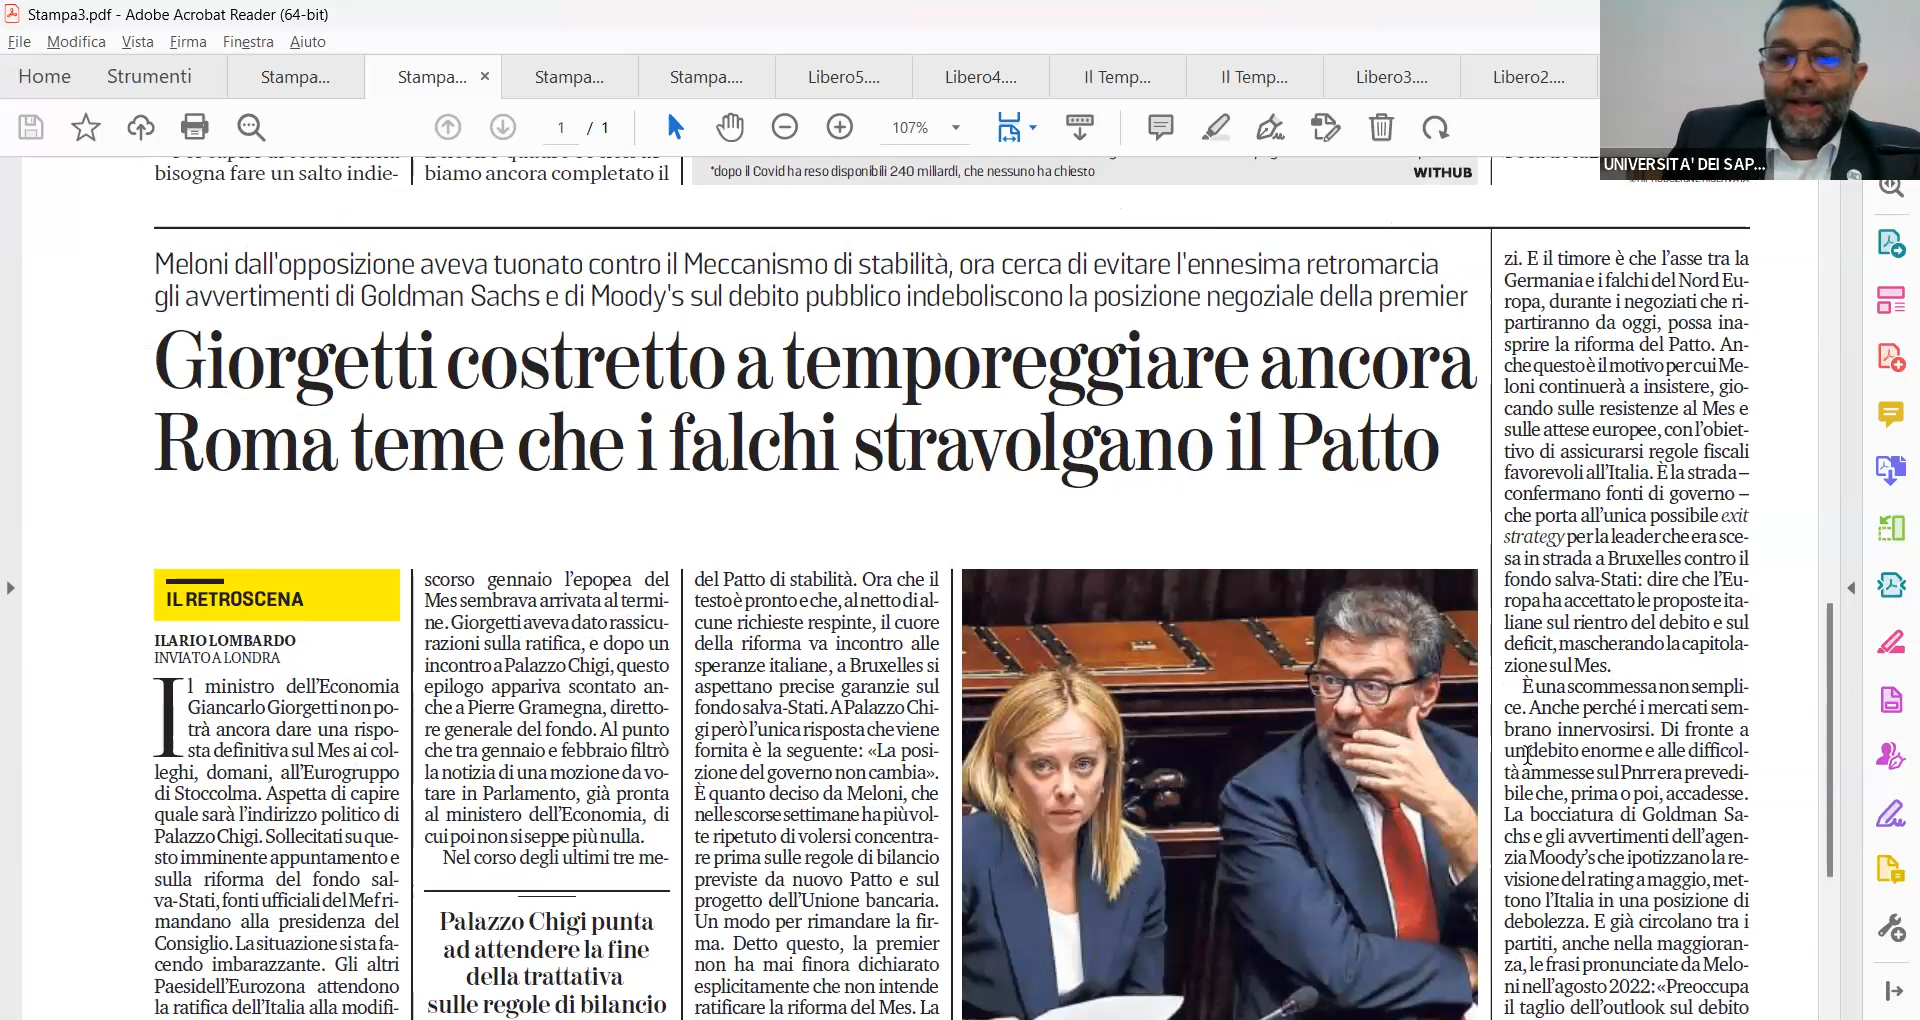 Stampa3.pdf - Adobe Acrobat Reader (64-bit)
File Modifica Vista Firma Finestra Aiuto
Home Strumenti Stampa... Stampa... × Stampa... Stampa.... Libero5.... Libero4.... Il Temp... Il Temp... Libero3.... Libero2....
1 / 1 107%
UNIVERSITA' DEI SAP...
bisogna fare un salto indie-
biamo ancora completato il
*dopo il Covid ha reso disponibili 240 miliardi, che nessuno ha chiesto
WITHUB
Meloni dall'opposizione aveva tuonato contro il Meccanismo di stabilità, ora cerca di evitare l'ennesima retromarcia
gli avvertimenti di Goldman Sachs e di Moody's sul debito pubblico indeboliscono la posizione negoziale della premier
Giorgetti costretto a temporeggiare ancora
Roma teme che i falchi stravolgano il Patto
IL RETROSCENA
ILARIO LOMBARDO
INVIATO A LONDRA
Il ministro dell'Economia
Giancarlo Giorgetti non po-
trà ancora dare una rispo-
sta definitiva sul Mes ai col-
leghi, domani, all'Eurogruppo
di Stoccolma. Aspetta di capire
quale sarà l'indirizzo politico di
Palazzo Chigi. Sollecitati su que-
sto imminente appuntamento e
sulla riforma del fondo sal-
va-Stati, fonti ufficiali del Mef ri-
mandano alla presidenza del
Consiglio. La situazione si sta fa-
cendo imbarazzante. Gli altri
Paesi dell'Eurozona attendono
la ratifica dell'Italia alla modifi-
scorso gennaio l'epopea del
Mes sembrava arrivata al termi-
ne. Giorgetti aveva dato rassicu-
razioni sulla ratifica, e dopo un
incontro a Palazzo Chigi, questo
epilogo appariva scontato an-
che a Pierre Gramegna, diretto-
re generale del fondo. Al punto
che tra gennaio e febbraio filtrò
la notizia di una mozione da vo-
tare in Parlamento, già pronta
al ministero dell'Economia, di
cui poi non si seppe più nulla.
Nel corso degli ultimi tre me-
Palazzo Chigi punta
ad attendere la fine
della trattativa
sulle regole di bilancio
del Patto di stabilità. Ora che il
testo è pronto e che, al netto di al-
cune richieste respinte, il cuore
della riforma va incontro alle
speranze italiane, a Bruxelles si
aspettano precise garanzie sul
fondo salva-Stati. A Palazzo Chi-
gi però l'unica risposta che viene
fornita è la seguente: «La posi-
zione del governo non cambia».
È quanto deciso da Meloni, che
nelle scorse settimane ha più vol-
te ripetuto di volersi concentra-
re prima sulle regole di bilancio
previste da nuovo Patto e sul
progetto dell'Unione bancaria.
Un modo per rimandare la fir-
ma. Detto questo, la premier
non ha mai finora dichiarato
esplicitamente che non intende
ratificare la riforma del Mes. La
zi. E il timore è che l'asse tra la
Germania e i falchi del Nord Eu-
ropa, durante i negoziati che ri-
partiranno da oggi, possa ina-
sprire la riforma del Patto. An-
che questo è il motivo per cui Me-
loni continuerà a insistere, gio-
cando sulle resistenze al Mes e
sulle attese europee, con l'obiet-
tivo di assicurarsi regole fiscali
favorevoli all'Italia. È la strada –
confermano fonti di governo –
che porta all'unica possibile exit
strategy per la leader che era sce-
sa in strada a Bruxelles contro il
fondo salva-Stati: dire che l'Eu-
ropa ha accettato le proposte ita-
liane sul rientro del debito e sul
deficit, mascherando la capitola-
zione sul Mes.
È una scommessa non sempli-
ce. Anche perché i mercati sem-
brano innervosirsi. Di fronte a
un debito enorme e alle difficol-
tà ammesse sul Pnrr era prevedi-
bile che, prima o poi, accadesse.
La bocciatura di Goldman Sa-
chs e gli avvertimenti dell'agen-
zia Moody's che ipotizzano la re-
visione del rating a maggio, met-
tono l'Italia in una posizione di
debolezza. E già circolano tra i
partiti, anche nella maggioran-
za, le frasi pronunciate da Melo-
ni nell'agosto 2022: «Preoccupa
il taglio dell'outlook sul debito